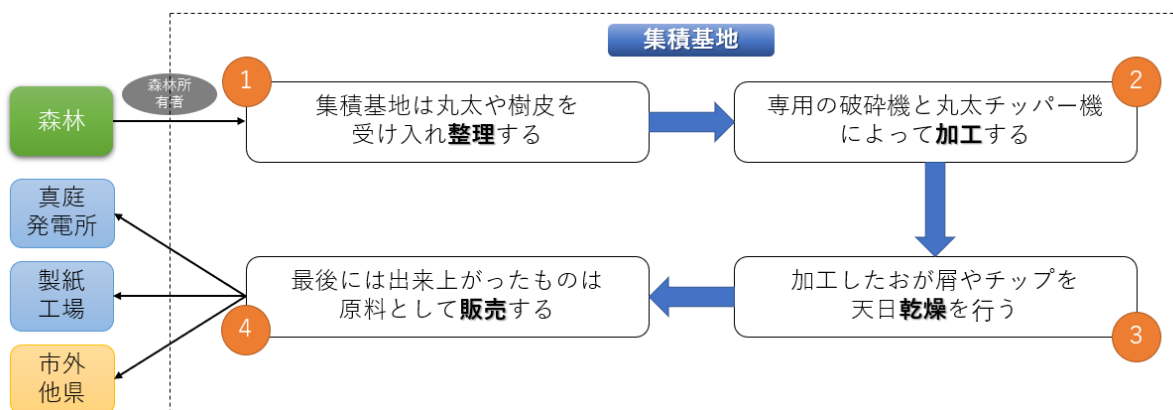 集積基地
森林
森林所
有者
1
集積基地は丸太や樹皮を
受け入れ整理する
2
専用の破砕機と丸太チッパー機
によって加工する
3
加工したおが屑やチップを
天日乾燥を行う
4
最後には出来上がったものは
原料として販売する
真庭
発電所
製紙
工場
市外
他県